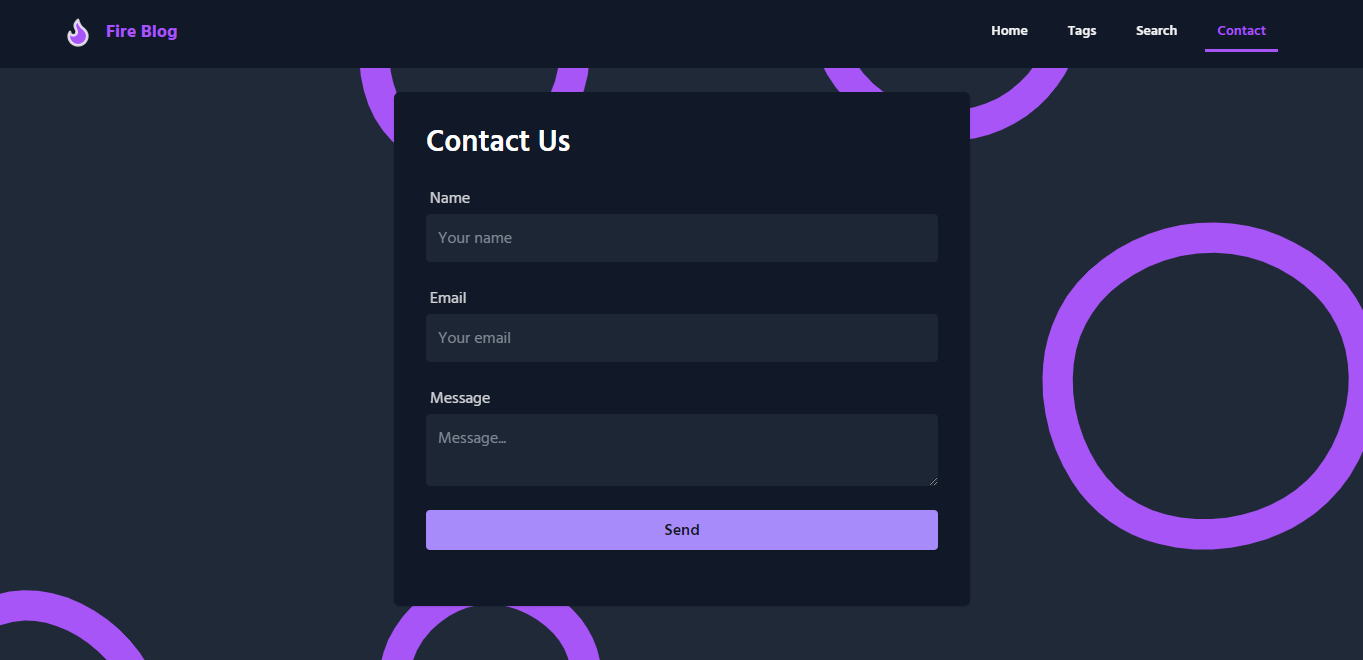 Fire Blog
Home Tags Search Contact
Contact Us
Name
Your name
Email
Your email
Message
Message...
Send